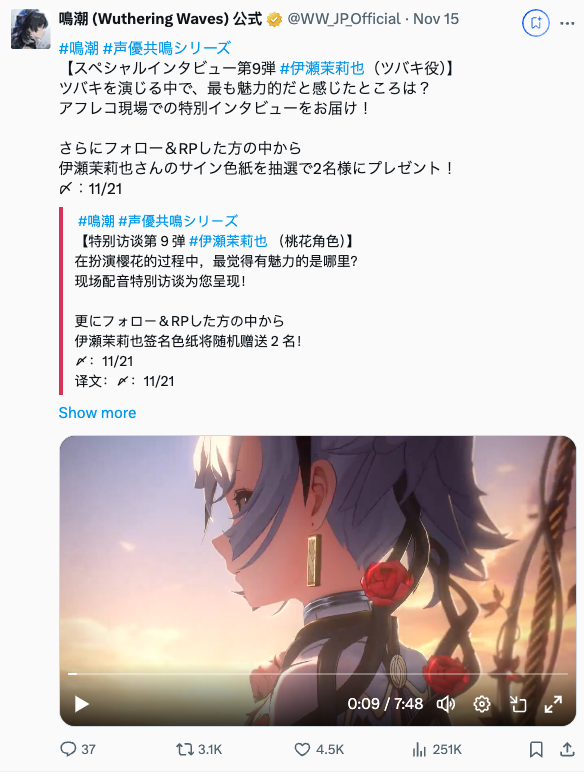 鳴潮 (Wuthering Waves) 公式 @WW_JP_Official · Nov 15
#鳴潮 #声優共鳴シリーズ
【スペシャルインタビュー第9弾 #伊瀬茉莉也（ツバキ役）】
ツバキを演じる中で、最も魅力的だと感じたところは？
アフレコ現場での特別インタビューをお届け！
さらにフォロー＆RPした方の中から
伊瀬茉莉也さんのサイン色紙を抽選で2名様にプレゼント！
〆：11/21
#鳴潮 #声優共鳴シリーズ
【特别访谈第 9 弹 #伊瀬茉莉也 （桃花角色）】
在扮演樱花的过程中，最觉得有魅力的是哪里？
现场配音特別访谈为您呈现！
更にフォロー＆RPした方の中から
伊瀬茉莉也签名色纸将随机赠送 2 名！
〆： 11/21
译文： 〆： 11/21
Show more
0:09 / 7:48
37 3.1K 4.5K 251K